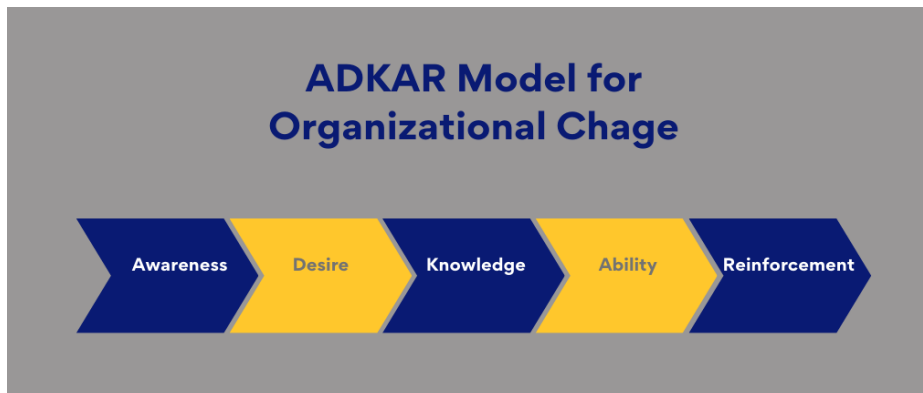 ADKAR Model for
Organizational Chage
Awareness
Desire
Knowledge
Ability
Reinforcement